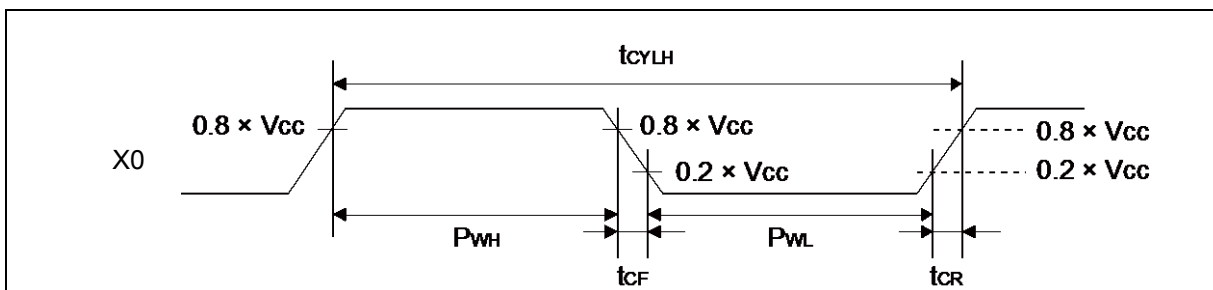 tCYLH
0.8 × Vcc 0.8 × Vcc 0.8 × Vcc
X0
0.2 × Vcc 0.2 × Vcc
PWH PWL
tCF tCR